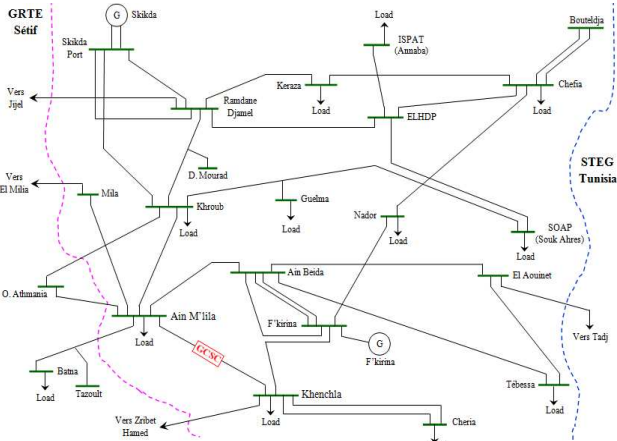 GRTE
Sétif
G
Skikda
Load
Bouteldja
Skikda
Port
ISPAT
(Annaba)
Keraza
Chefia
Vers
Jijel
Ramdane
Djamel
Load
Load
ELHDP
STEG
Tunisia
Vers
El Milia
D. Mourad
Mila
Khroub
Guelma
Nador
Load
Load
Load
SOAP
(Souk Ahres)
Load
Ain Beida
El Aouinet
O. Athmania
Ain M'lila
F'kirina
Load
G
F'kirina
Vers Tadj
GCSC
Batna
Tazoult
Load
Khenchla
Tébessa
Load
Load
Vers Zribet
Hamed
Cheria